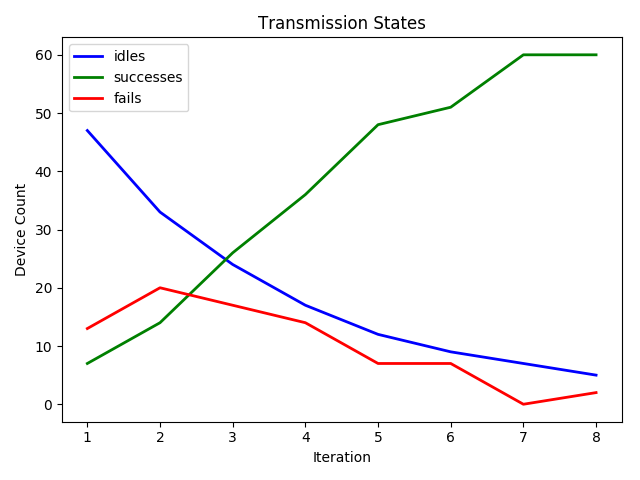 Transmission States
idles
successes
fails
60
50
40
30
20
10
0
Device Count
1 2 3 4 5 6 7 8
Iteration